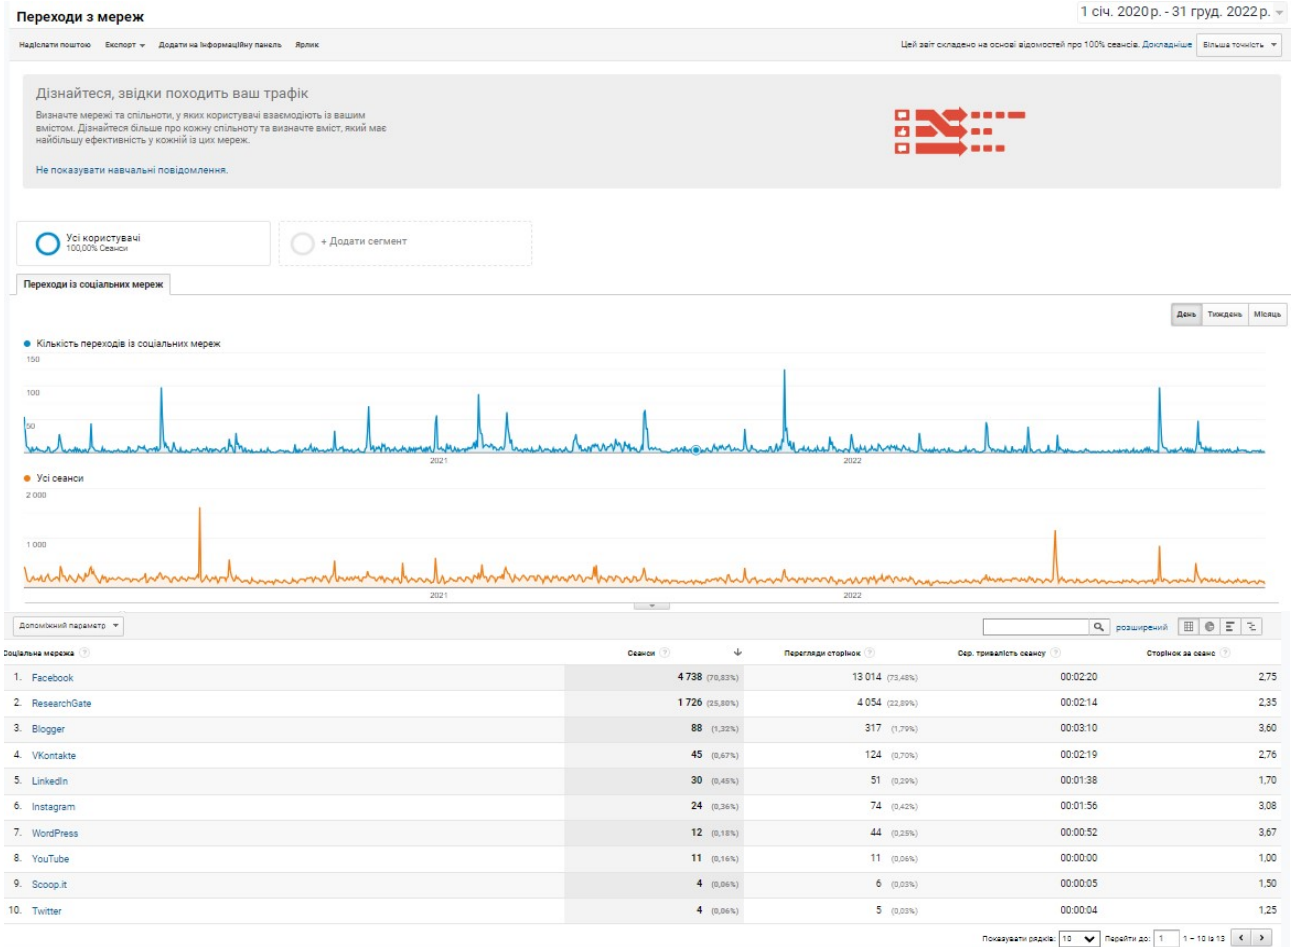 Переходи з мереж
1 січ. 2020 р. - 31 груд. 2022 р.
Надіслати поштою Експорт Додати на інформаційну панель Ярлик
Цей звіт складено на основі відомостей про 100% сеансів. Докладніше Більша точність
Дізнайтеся, звідки походить ваш трафік
Визначте мережі та спільноти, у яких користувачі взаємодіють із вашим
вмістом. Дізнайтеся більше про кожну спільноту та визначте вміст, який має
найбільшу ефективність у кожній із цих мереж.
Не показувати навчальні повідомлення.
Усі користувачі
100,00% Сеанси
+ Додати сегмент
Переходи із соціальних мереж
День Тиждень Місяць
Кількість переходів із соціальних мереж
150
100
50
2021 2022
Усі сеанси
2 000
1 000
2021 2022
Допоміжний параметр
розширений
Соціальна мережа Сеанси Перегляди сторінок Сер. тривалість сеансу Сторінок за сеанс
1. Facebook 4 738 (70,83%) 13 014 (73,48%) 00:02:20 2,75
2. ResearchGate 1 726 (25,80%) 4 054 (22,89%) 00:02:14 2,35
3. Blogger 88 (1,32%) 317 (1,79%) 00:03:10 3,60
4. VKontakte 45 (0,67%) 124 (0,70%) 00:02:19 2,76
5. LinkedIn 30 (0,45%) 51 (0,29%) 00:01:38 1,70
6. Instagram 24 (0,36%) 74 (0,42%) 00:01:56 3,08
7. WordPress 12 (0,18%) 44 (0,25%) 00:00:52 3,67
8. YouTube 11 (0,16%) 11 (0,06%) 00:00:00 1,00
9. Scoop.it 4 (0,06%) 6 (0,03%) 00:00:05 1,50
10. Twitter 4 (0,06%) 5 (0,03%) 00:00:04 1,25
Показувати рядків: 10 Перейти до: 1 1 – 10 із 13